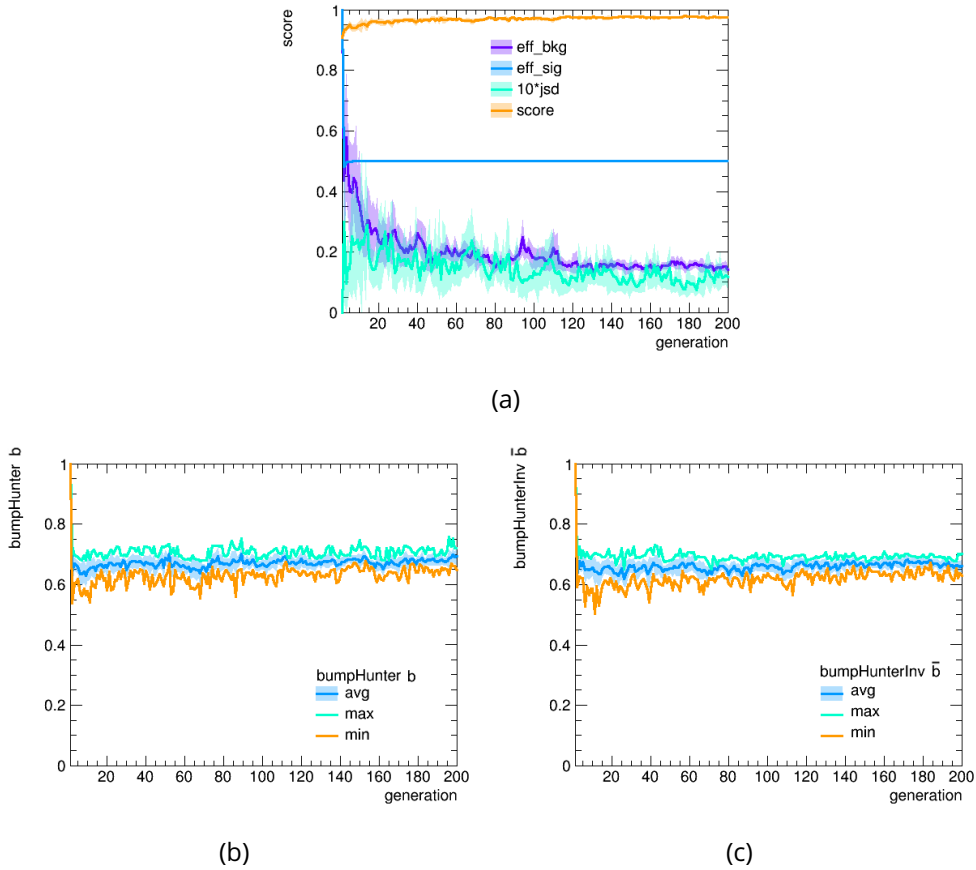 score
1
0.8
0.6
0.4
0.2
0
eff_bkg
eff_sig
10*jsd
score
20 40 60 80 100 120 140 160 180 200
generation
(a)
bumpHunter b
1
0.8
0.6
0.4
0.2
0
bumpHunter b
avg
max
min
20 40 60 80 100 120 140 160 180 200
generation
(b)
bumpHunterInv b̅
1
0.8
0.6
0.4
0.2
0
bumpHunterInv b̅
avg
max
min
20 40 60 80 100 120 140 160 180 200
generation
(c)